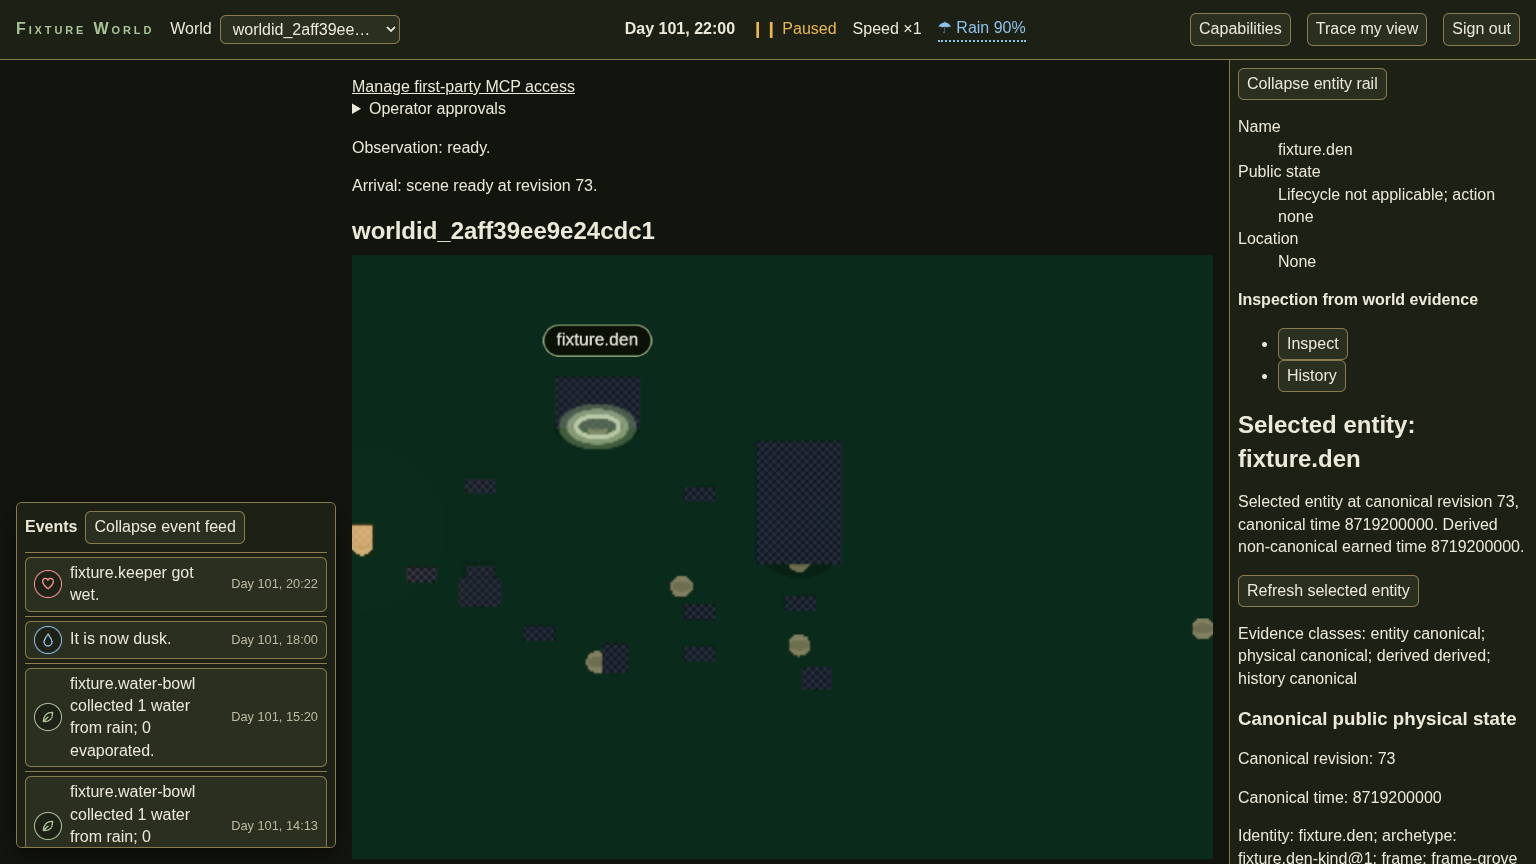 Fixture World
World
worldid_2aff39ee...
Day 101, 22:00
Paused
Speed ×1
Rain 90%
Capabilities
Trace my view
Sign out
Manage first-party MCP access
Operator approvals
Observation: ready.
Arrival: scene ready at revision 73.
worldid_2aff39ee9e24cdc1
fixture.den
Events
Collapse event feed
fixture.keeper got
wet.
Day 101, 20:22
It is now dusk.
Day 101, 18:00
fixture.water-bowl
collected 1 water
from rain; 0
evaporated.
Day 101, 15:20
fixture.water-bowl
collected 1 water
from rain; 0
Day 101, 14:13
Collapse entity rail
Name
fixture.den
Public state
Lifecycle not applicable; action
none
Location
None
Inspection from world evidence
Inspect
History
Selected entity:
fixture.den
Selected entity at canonical revision 73,
canonical time 8719200000. Derived
non-canonical earned time 8719200000.
Refresh selected entity
Evidence classes: entity canonical;
physical canonical; derived derived;
history canonical
Canonical public physical state
Canonical revision: 73
Canonical time: 8719200000
Identity: fixture.den; archetype:
fixture.den-kind@1; frame: frame-grove